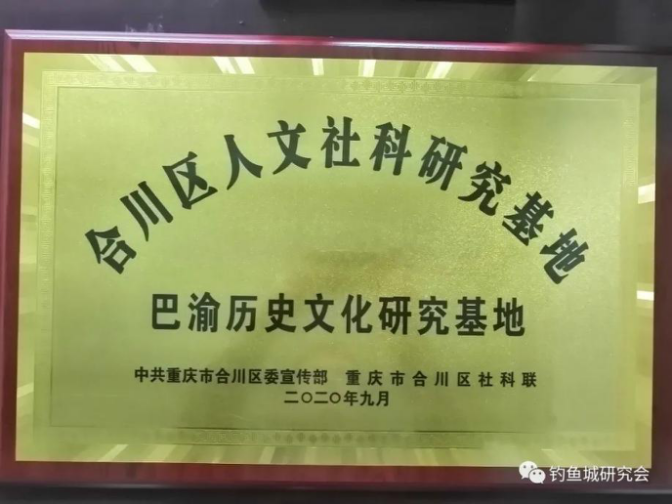 合川区人文社科研究基地
巴渝历史文化研究基地
中共重庆市合川区委宣传部 重庆市合川区社科联
二〇二〇年九月
钓鱼城研究会